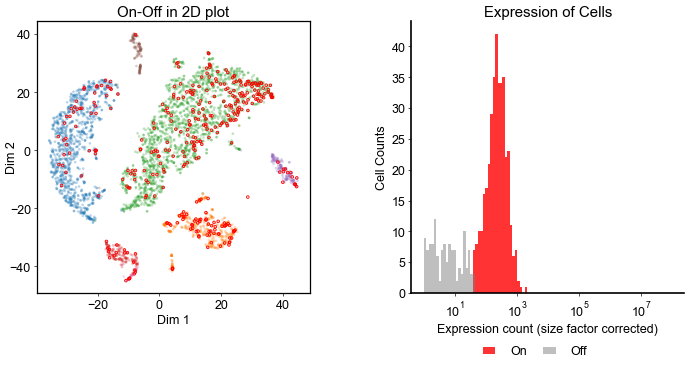 On-Off in 2D plot
Dim 2
40
20
0
−20
−40
−20
0
20
40
Dim 1
Expression of Cells
Cell Counts
40
35
30
25
20
15
10
5
0
10^1
10^3
10^5
10^7
Expression count (size factor corrected)
On
Off